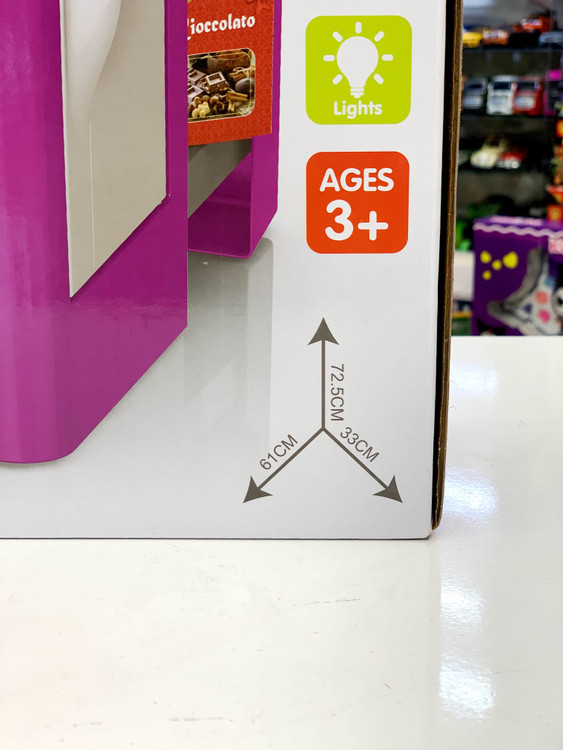 ioccolato
Lights
AGES
3+
72.5CM
61CM
33CM